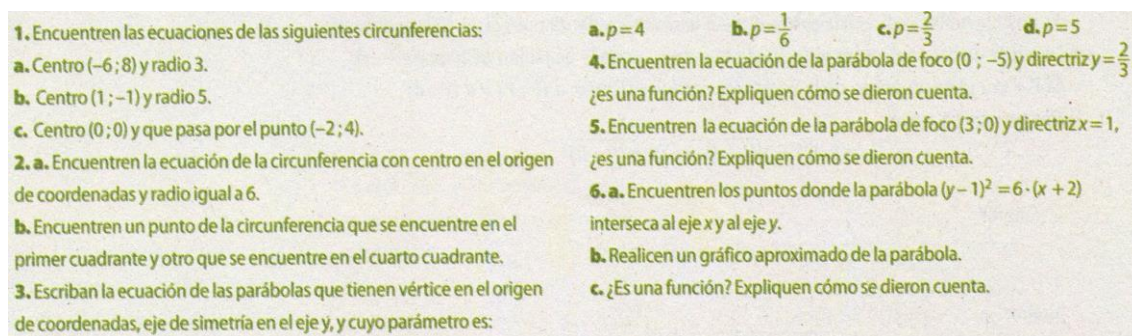 1. Encuentren las ecuaciones de las siguientes circunferencias:
a. Centro (–6 ; 8) y radio 3.
b. Centro (1 ; –1) y radio 5.
c. Centro (0 ; 0) y que pasa por el punto (–2 ; 4).
2. a. Encuentren la ecuación de la circunferencia con centro en el origen
de coordenadas y radio igual a 6.
b. Encuentren un punto de la circunferencia que se encuentre en el
primer cuadrante y otro que se encuentre en el cuarto cuadrante.
3. Escriban la ecuación de las parábolas que tienen vértice en el origen
de coordenadas, eje de simetría en el eje y, y cuyo parámetro es:
a. p = 4 b. p = 1/6 c. p = 2/3 d. p = 5
4. Encuentren la ecuación de la parábola de foco (0 ; –5) y directriz y = 2/3
¿es una función? Expliquen cómo se dieron cuenta.
5. Encuentren la ecuación de la parábola de foco (3 ; 0) y directriz x = 1,
¿es una función? Expliquen cómo se dieron cuenta.
6. a. Encuentren los puntos donde la parábola (y – 1)² = 6 · (x + 2)
interseca al eje x y al eje y.
b. Realicen un gráfico aproximado de la parábola.
c. ¿Es una función? Expliquen cómo se dieron cuenta.